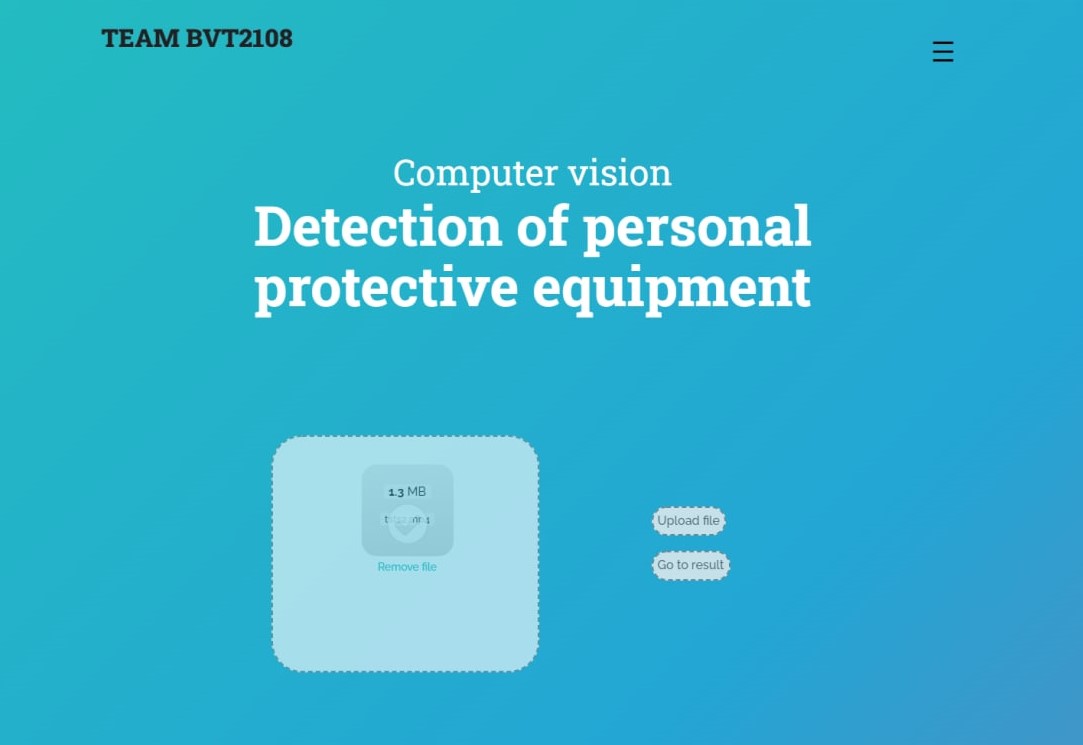 TEAM BVT2108
Computer vision
Detection of personal
protective equipment
1.3 MB
Remove file
Upload file
Go to result